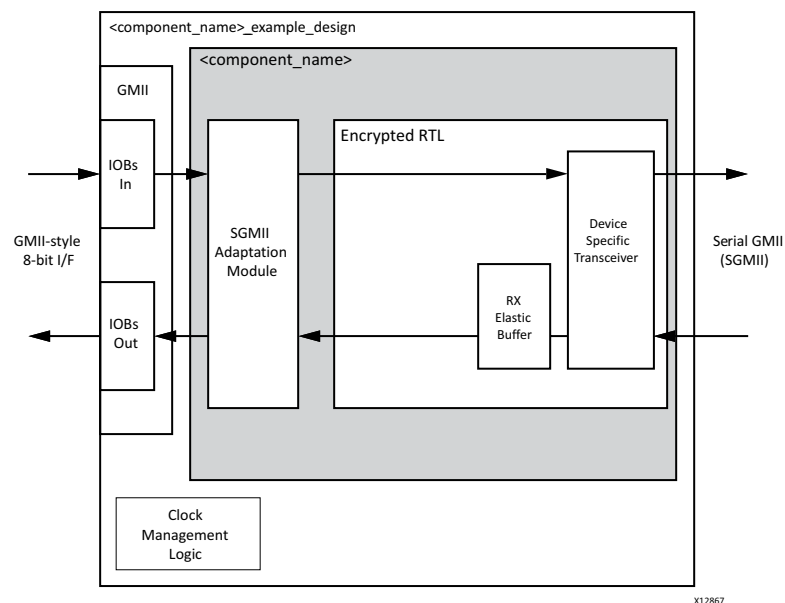 <component_name>_example_design
<component_name>
GMII
Encrypted RTL
IOBs
In
SGMII
Adaptation
Module
Device
Specific
Transceiver
GMII-style
8-bit I/F
Serial GMII
(SGMII)
RX
Elastic
Buffer
IOBs
Out
Clock
Management
Logic
X12867